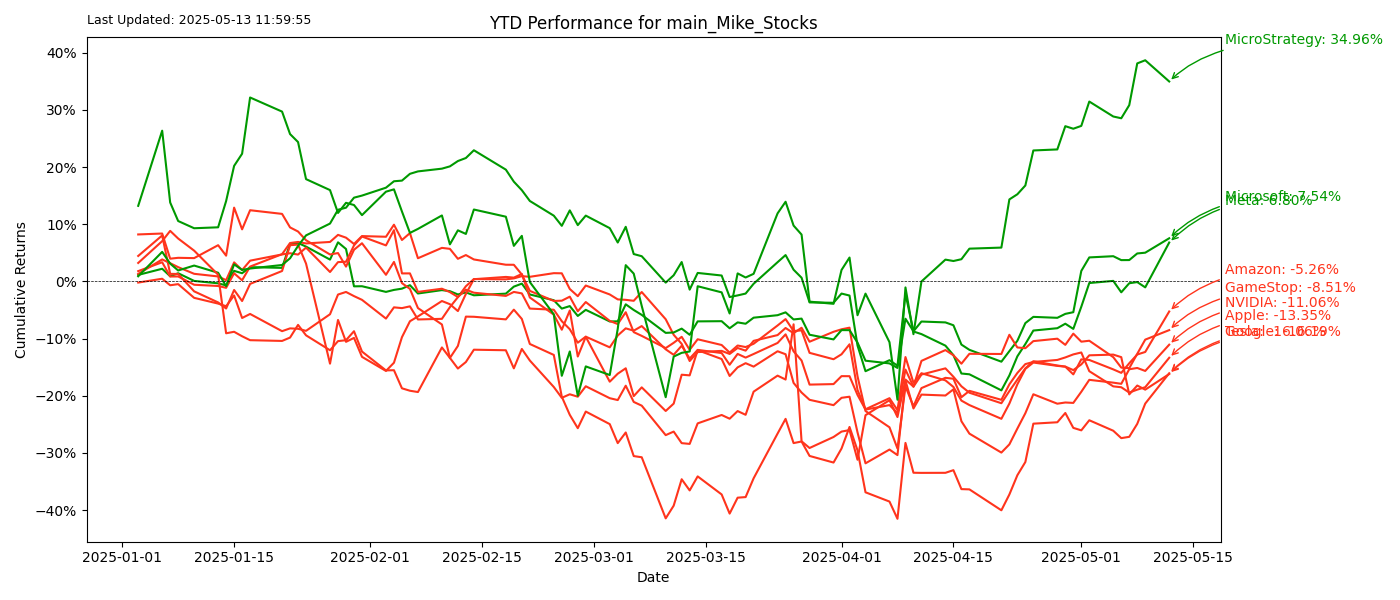 Last Updated: 2025-05-13 11:59:55
YTD Performance for main_Mike_Stocks
MicroStrategy: 34.96%
Microsoft: 7.54%
Meta: 6.80%
Amazon: -5.26%
GameStop: -8.51%
NVIDIA: -11.06%
Apple: -13.35%
Cumulative Returns
40%
30%
20%
10%
0%
−10%
−20%
−30%
−40%
2025-01-01
2025-01-15
2025-02-01
2025-02-15
2025-03-01
2025-03-15
2025-04-01
2025-04-15
2025-05-01
2025-05-15
Date